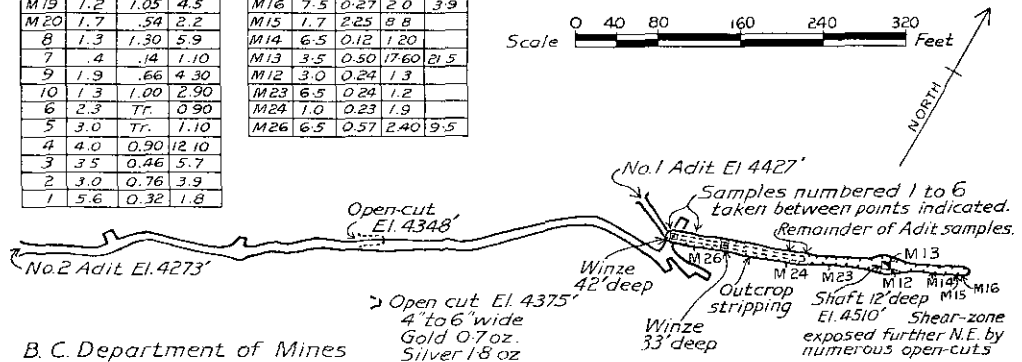 M19 1.2 1.05 4.5
M20 1.7 .54 2.2
8 1.3 1.30 5.9
7 .4 .14 1.10
9 1.9 .66 4.30
10 1.3 1.00 2.90
6 2.3 Tr. 0.90
5 3.0 Tr. 1.10
4 4.0 0.90 12.10
3 3.5 0.46 5.7
2 3.0 0.76 3.9
1 5.6 0.32 1.8
M16 7.5 0.27 2.0 3.9
M15 1.7 2.25 8.8
M14 6.5 0.12 1.20
M13 3.5 0.50 17.60 21.5
M12 3.0 0.24 1.3
M23 6.5 0.24 1.2
M24 1.0 0.23 1.9
M26 6.5 0.57 2.40 9.5
0 40 80 160 240 320
Scale Feet
NORTH
No.1 Adit El. 4427'
Samples numbered 1 to 6
taken between points indicated.
Remainder of Adit samples.
Open-cut
El. 4348'
No.2 Adit El. 4273'
M26
M24
M23
M13
M12
M14
M15
M16
Winze
42' deep
Outcrop
stripping
Winze
33' deep
Shaft 12' deep
El. 4510'
Shear-zone
exposed further N.E. by
numerous open-cuts
Open cut El. 4375'
4" to 6" wide
Gold 0.7 oz.
Silver 1.8 oz
B. C. Department of Mines